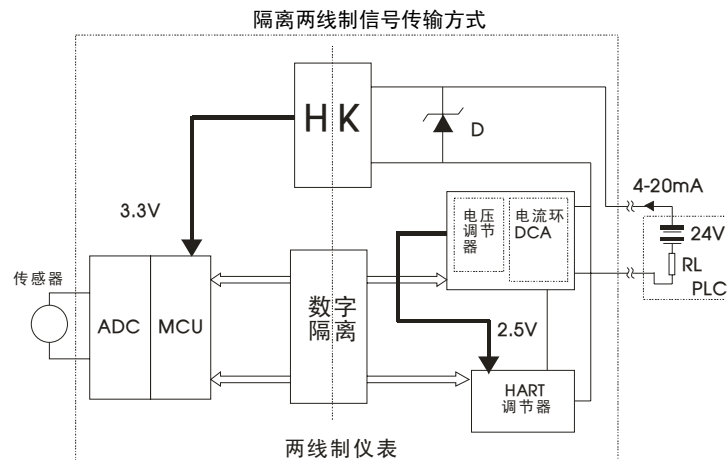 隔离两线制信号传输方式
HK
D
4-20mA
3.3V
电压
调节
器
电流环
DCA
24V
RL
PLC
传感器
ADC
MCU
数字
隔离
2.5V
HART
调节器
两线制仪表